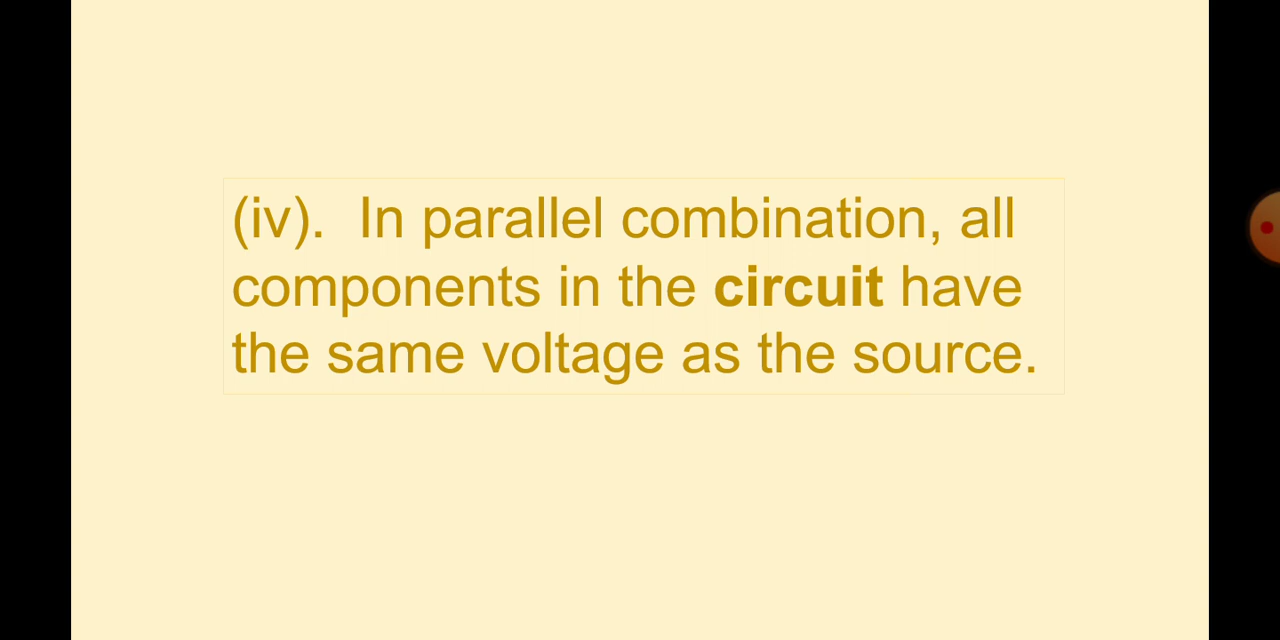 (iv).  In parallel combination, all
components in the circuit have
the same voltage as the source.